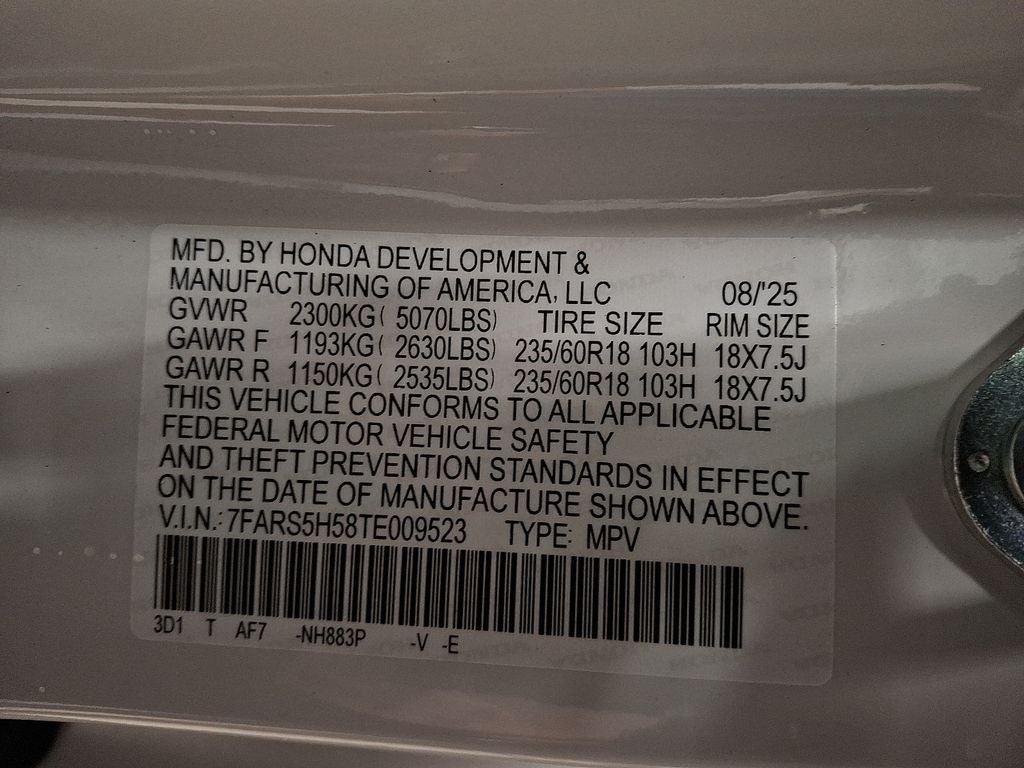 MFD. BY HONDA DEVELOPMENT &
MANUFACTURING OF AMERICA, LLC 08/'25
GVWR 2300KG( 5070LBS) TIRE SIZE RIM SIZE
GAWR F 1193KG( 2630LBS) 235/60R18 103H 18X7.5J
GAWR R 1150KG( 2535LBS) 235/60R18 103H 18X7.5J
THIS VEHICLE CONFORMS TO ALL APPLICABLE
FEDERAL MOTOR VEHICLE SAFETY
AND THEFT PREVENTION STANDARDS IN EFFECT
ON THE DATE OF MANUFACTURE SHOWN ABOVE.
V.I.N.: 7FARS5H58TE009523 TYPE: MPV
3D1 T AF7 -NH883P -V -E